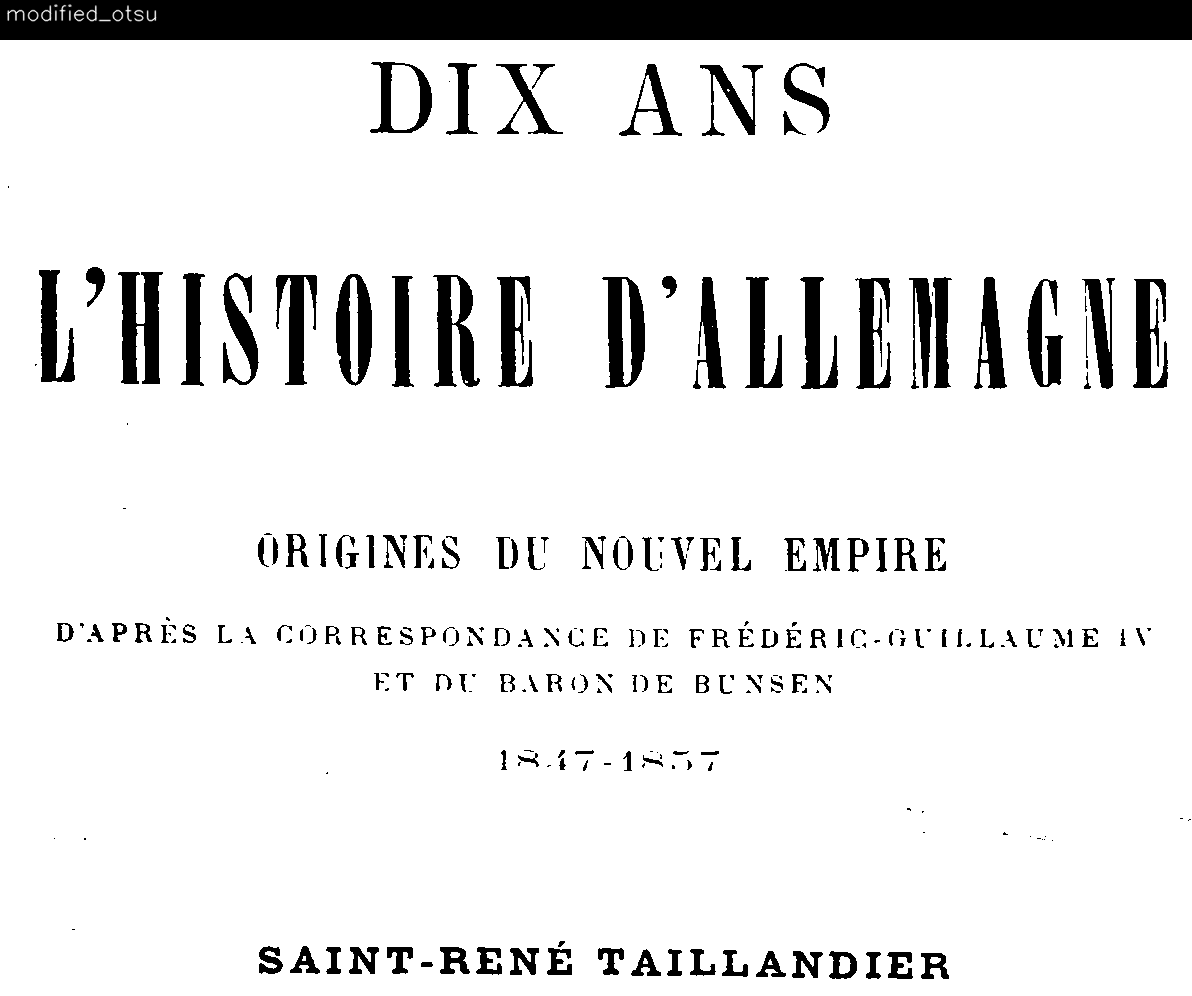 modified_otsu
DIX ANS
L'HISTOIRE D'ALLEMAGNE
ORIGINES DU NOUVEL EMPIRE
D'APRÈS LA CORRESPONDANCE DE FRÉDÉRIC-GUILLAUME IV
ET DU BARON DE BUNSEN
1847-1857
SAINT-RENÉ TAILLANDIER